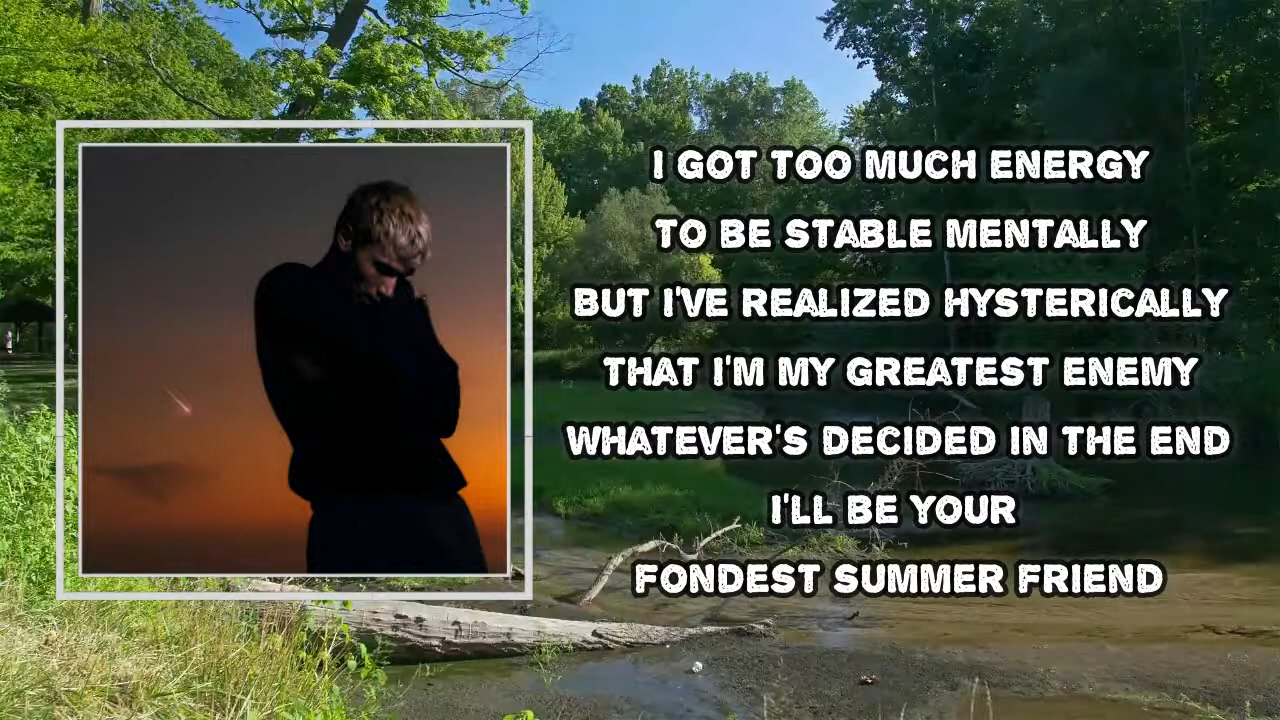 I GOT TOO MUCH ENERGY
TO BE STABLE MENTALLY
BUT I'VE REALIZED HYSTERICALLY
THAT I'M MY GREATEST ENEMY
WHATEVER'S DECIDED IN THE END
I'LL BE YOUR
FONDEST SUMMER FRIEND